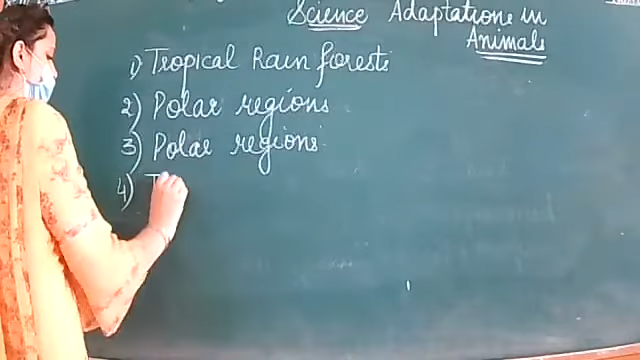 Science Adaptations in
Animals
1) Tropical Rain forests
2) Polar regions
3) Polar regions
4) T